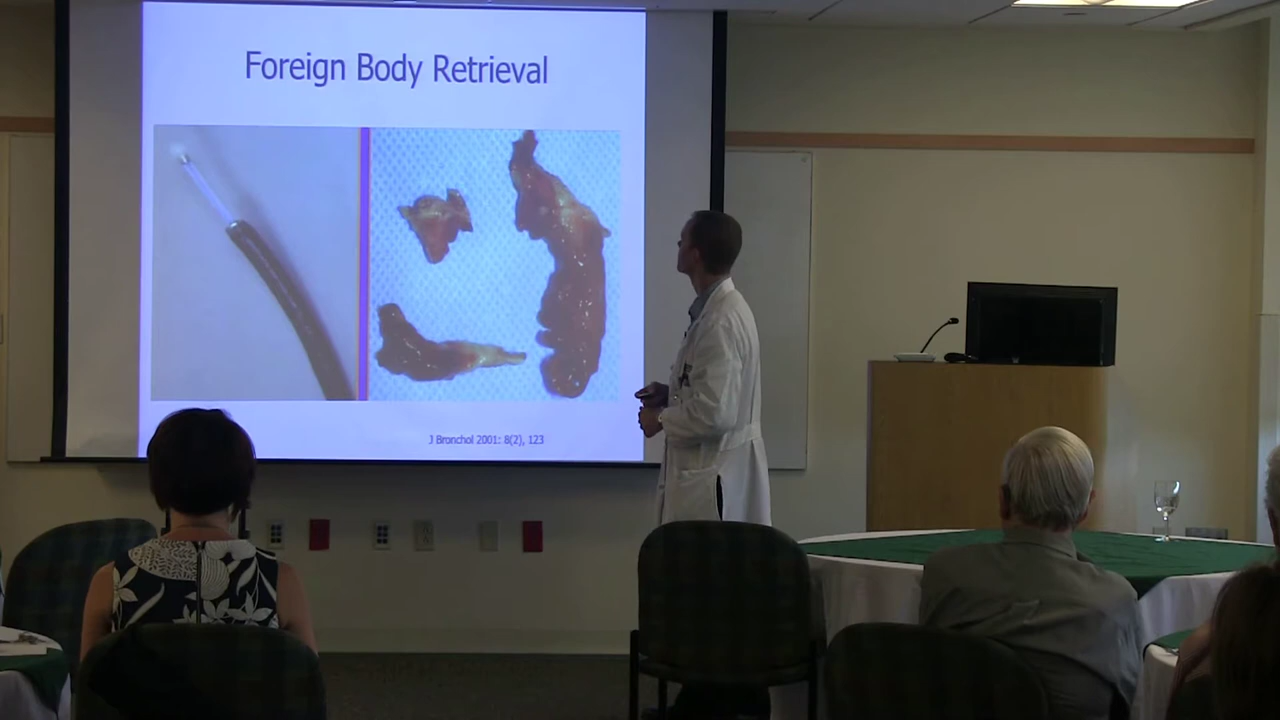 Foreign Body Retrieval
J Bronchol 2001: 8(2), 123